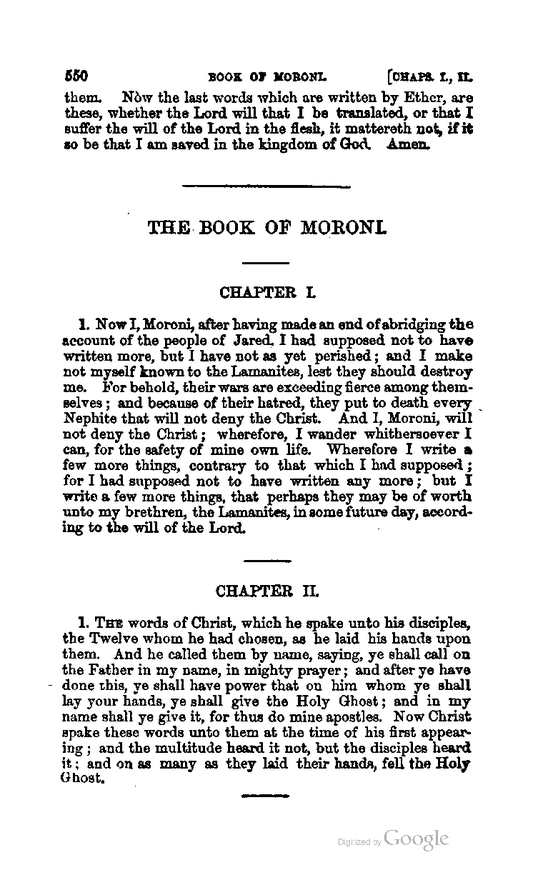 550 BOOK OF MORONI. [CHAPS. I., II.
them. Now the last words which are written by Ether, are
these, whether the Lord will that I be translated, or that I
suffer the will of the Lord in the flesh, it mattereth not, if it
so be that I am saved in the kingdom of God. Amen.
THE BOOK OF MORONI.
CHAPTER I.
1. Now I, Moroni, after having made an end of abridging the
account of the people of Jared, I had supposed not to have
written more, but I have not as yet perished; and I make
not myself known to the Lamanites, lest they should destroy
me. For behold, their wars are exceeding fierce among them-
selves; and because of their hatred, they put to death every
Nephite that will not deny the Christ. And I, Moroni, will
not deny the Christ; wherefore, I wander whithersoever I
can, for the safety of mine own life. Wherefore I write a
few more things, contrary to that which I had supposed;
for I had supposed not to have written any more; but I
write a few more things, that perhaps they may be of worth
unto my brethren, the Lamanites, in some future day, accord-
ing to the will of the Lord.
CHAPTER II.
1. THE words of Christ, which he spake unto his disciples,
the Twelve whom he had chosen, as he laid his hands upon
them. And he called them by name, saying, ye shall call on
the Father in my name, in mighty prayer; and after ye have
done this, ye shall have power that on him whom ye shall
lay your hands, ye shall give the Holy Ghost; and in my
name shall ye give it, for thus do mine apostles. Now Christ
spake these words unto them at the time of his first appear-
ing; and the multitude heard it not, but the disciples heard
it; and on as many as they laid their hands, fell the Holy
Ghost.
Digitized by Google